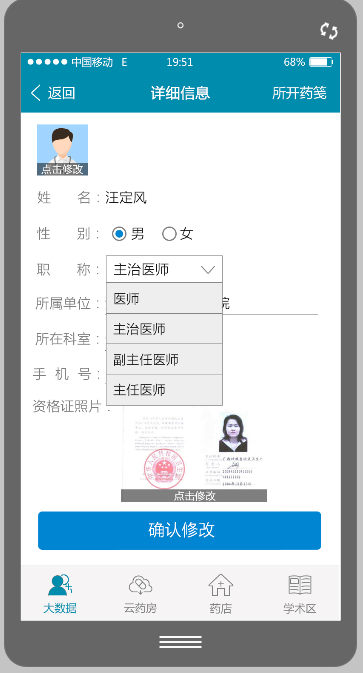 中国移动 E 19:51 68%
返回 详细信息 所开药笺
点击修改
姓 名: 汪定风
性 别: 男 女
职 称: 主治医师
医师
所属单位: 院
主治医师
所在科室:
副主任医师
手 机 号:
主任医师
资格证照片:
点击修改
确认修改
大数据 云药房 药店 学术区